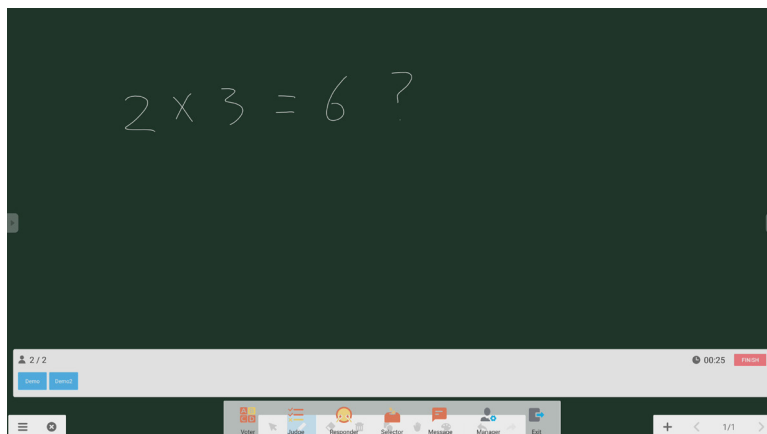 2 × 3 = 6 ?
2 / 2
00:25
FINISH
Demo
Demo2
Voter
Judge
Responder
Selector
Message
Manager
Exit
1/1